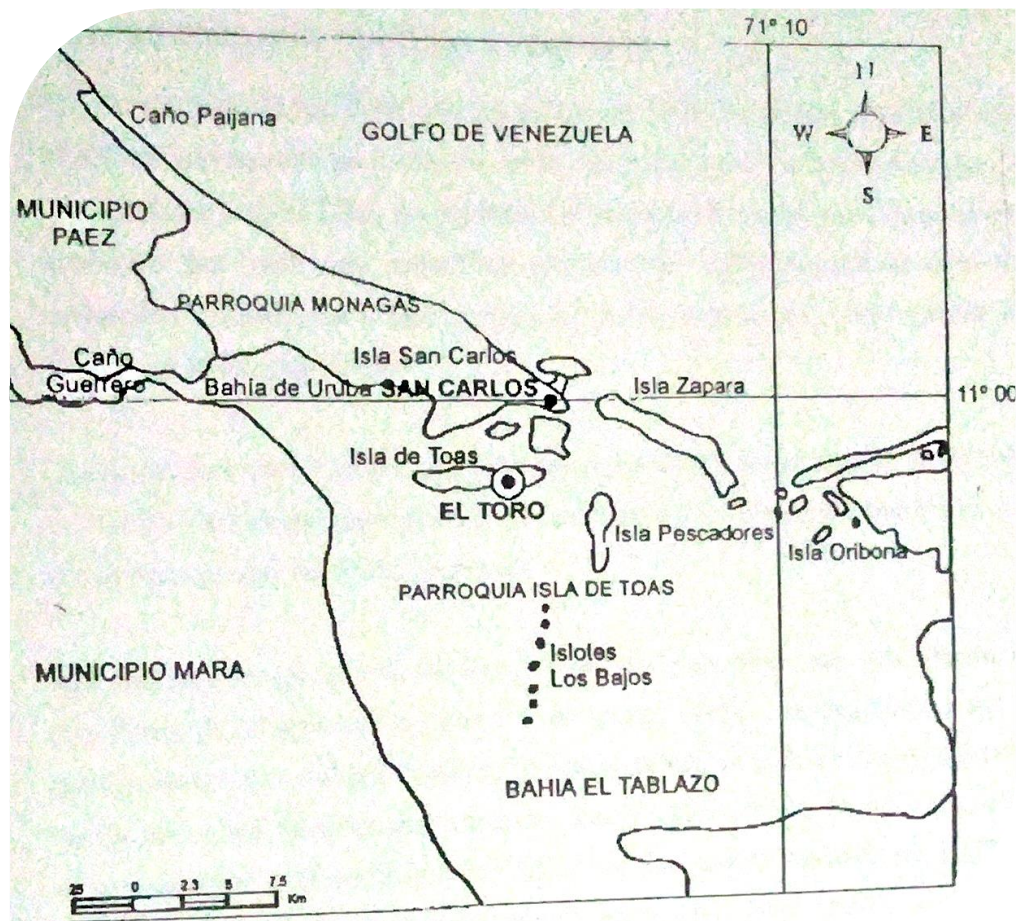 71° 10
N
W E
S
Caño Paijana
GOLFO DE VENEZUELA
MUNICIPIO
PAEZ
PARROQUIA MONAGAS
Caño
Guerrero
Isla San Carlos
Bahia de Uruba
SAN CARLOS
Isla Zapara
11° 00
Isla de Toas
EL TORO
Isla Pescadores
Isla Oribona
PARROQUIA ISLA DE TOAS
Islotes
Los Bajos
MUNICIPIO MARA
BAHIA EL TABLAZO
25 0 2.3 5 7.5
Km